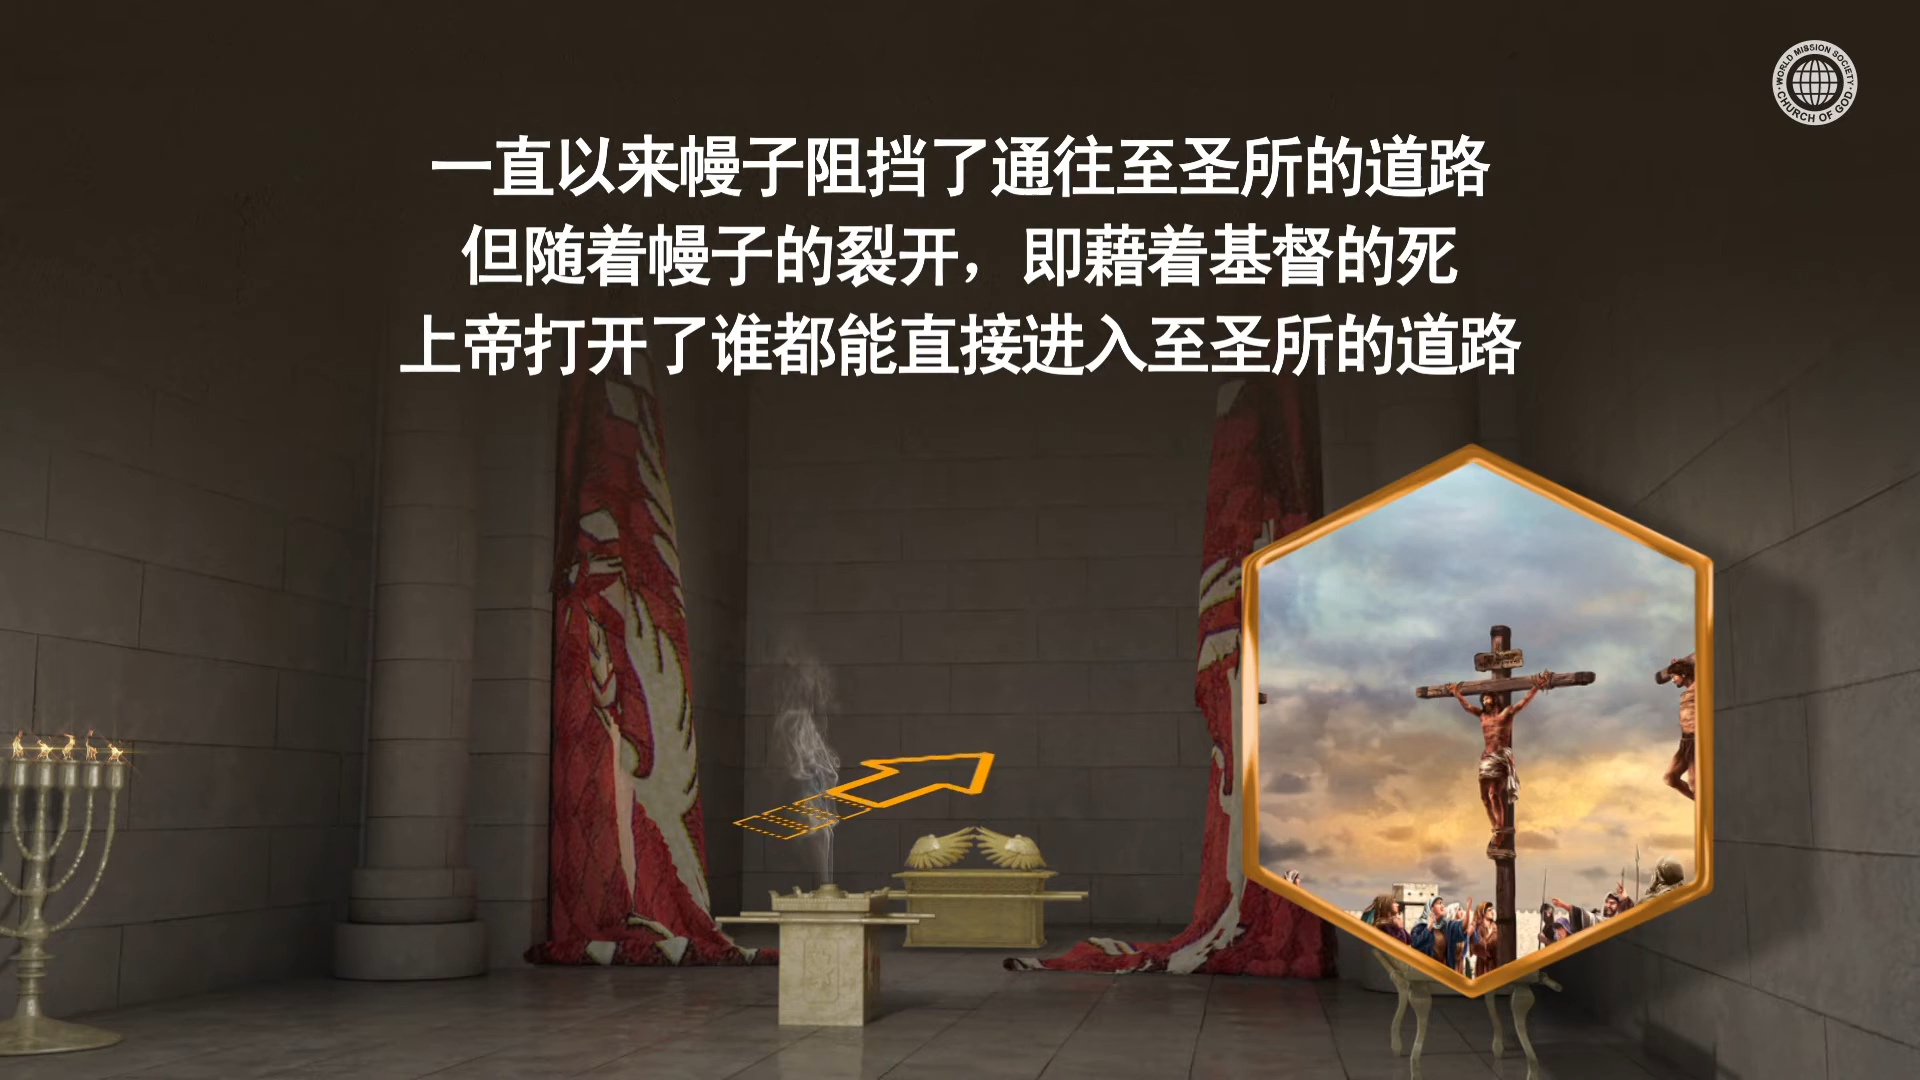 WORLD MISSION SOCIETY
CHURCH OF GOD
一直以来幔子阻挡了通往至圣所的道路
但随着幔子的裂开，即藉着基督的死
上帝打开了谁都能直接进入至圣所的道路